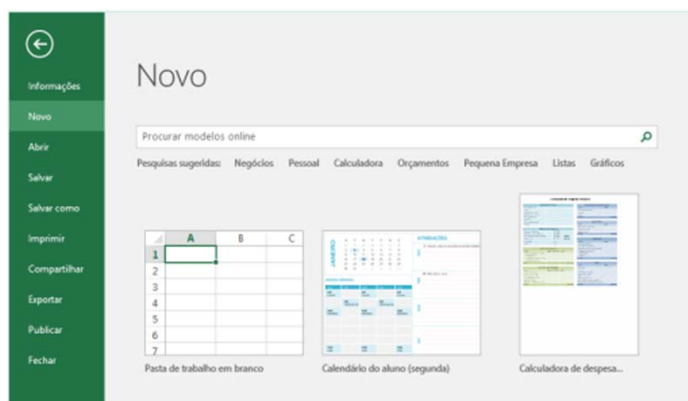 Informações
Novo
Abrir
Salvar
Salvar como
Imprimir
Compartilhar
Exportar
Publicar
Fechar
Novo
Procurar modelos online
Pesquisas sugeridas: Negócios Pessoal Calculadora Orçamentos Pequena Empresa Listas Gráficos
A B C
1
2
3
4
5
6
7
JANEIRO
ATRIBUIÇÕES
Pasta de trabalho em branco
Calendário do aluno (segunda)
Calculadora de despesa...